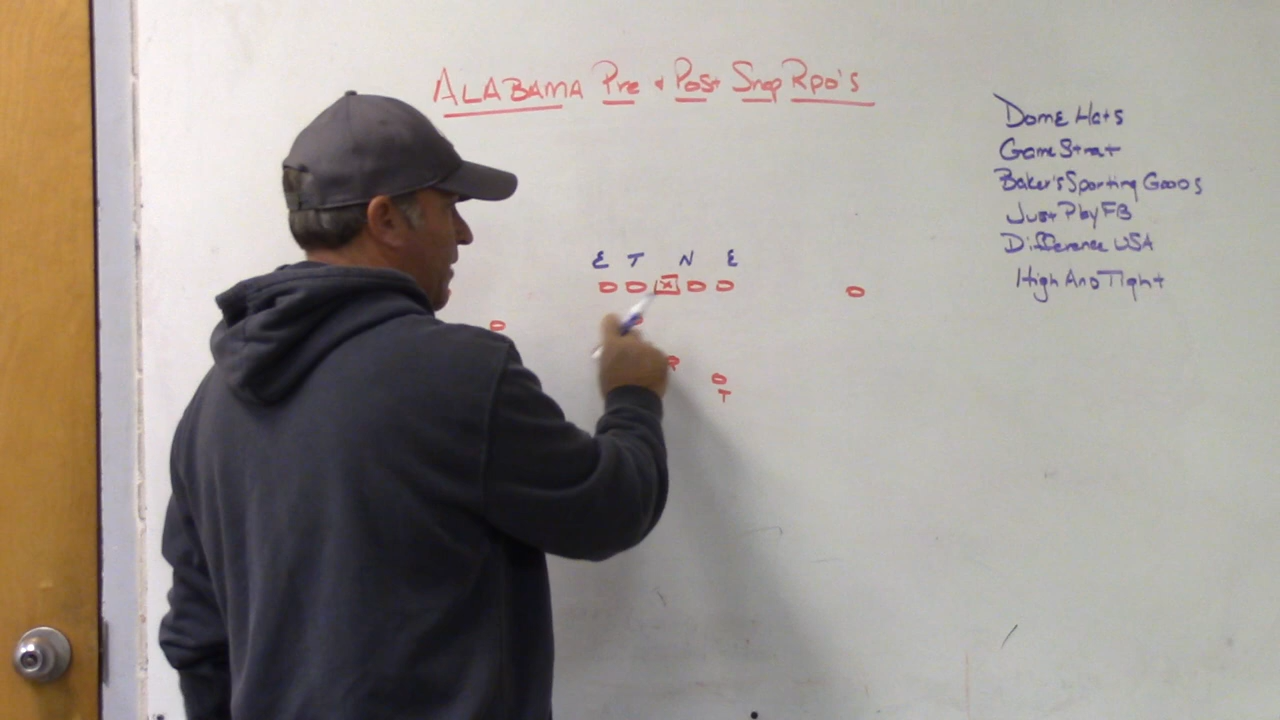 ALABAMA Pre + Post Snap Rpo's
Dome Hats
Game Strat
Baker's Sporting Goods
Just Play FB
Difference USA
High And Tight
E T N E
X
T